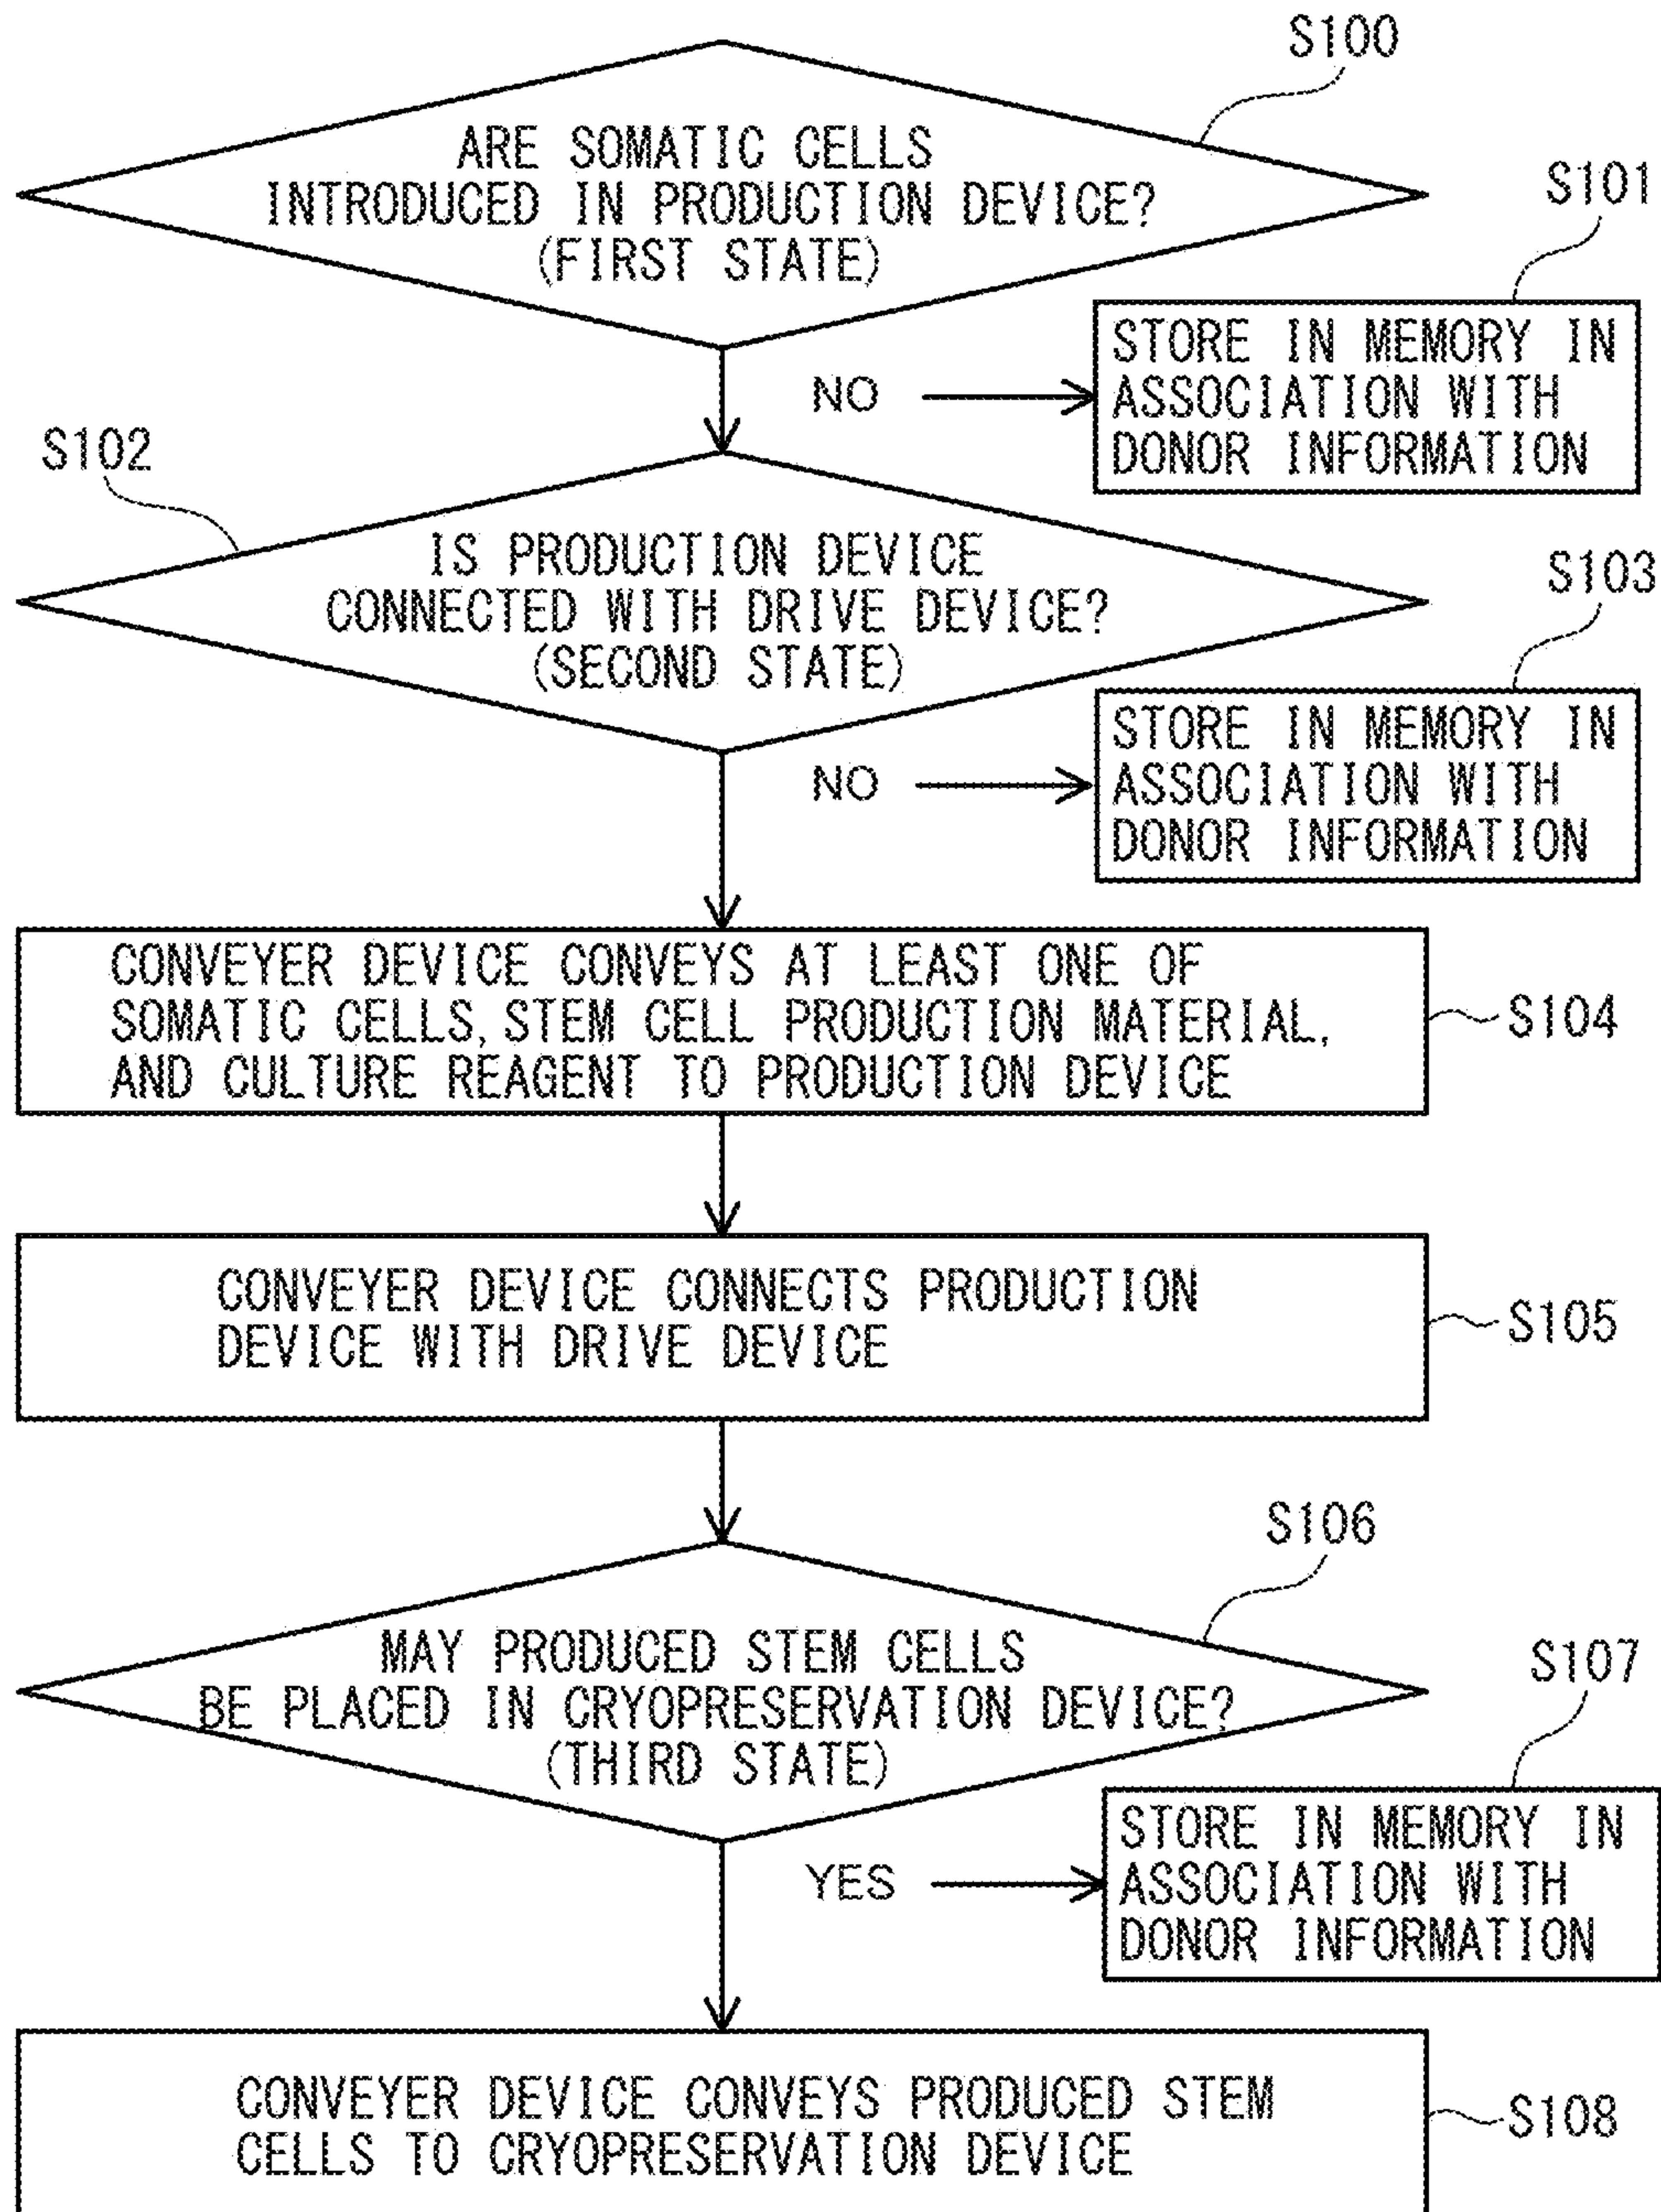 S100
ARE SOMATIC CELLS
INTRODUCED IN PRODUCTION DEVICE?
(FIRST STATE)
S101
NO
STORE IN MEMORY IN
ASSOCIATION WITH
DONOR INFORMATION
S102
IS PRODUCTION DEVICE
CONNECTED WITH DRIVE DEVICE?
(SECOND STATE)
S103
NO
STORE IN MEMORY IN
ASSOCIATION WITH
DONOR INFORMATION
CONVEYER DEVICE CONVEYS AT LEAST ONE OF
SOMATIC CELLS, STEM CELL PRODUCTION MATERIAL,
AND CULTURE REAGENT TO PRODUCTION DEVICE
S104
CONVEYER DEVICE CONNECTS PRODUCTION
DEVICE WITH DRIVE DEVICE
S105
S106
MAY PRODUCED STEM CELLS
BE PLACED IN CRYOPRESERVATION DEVICE?
(THIRD STATE)
S107
YES
STORE IN MEMORY IN
ASSOCIATION WITH
DONOR INFORMATION
CONVEYER DEVICE CONVEYS PRODUCED STEM
CELLS TO CRYOPRESERVATION DEVICE
S108